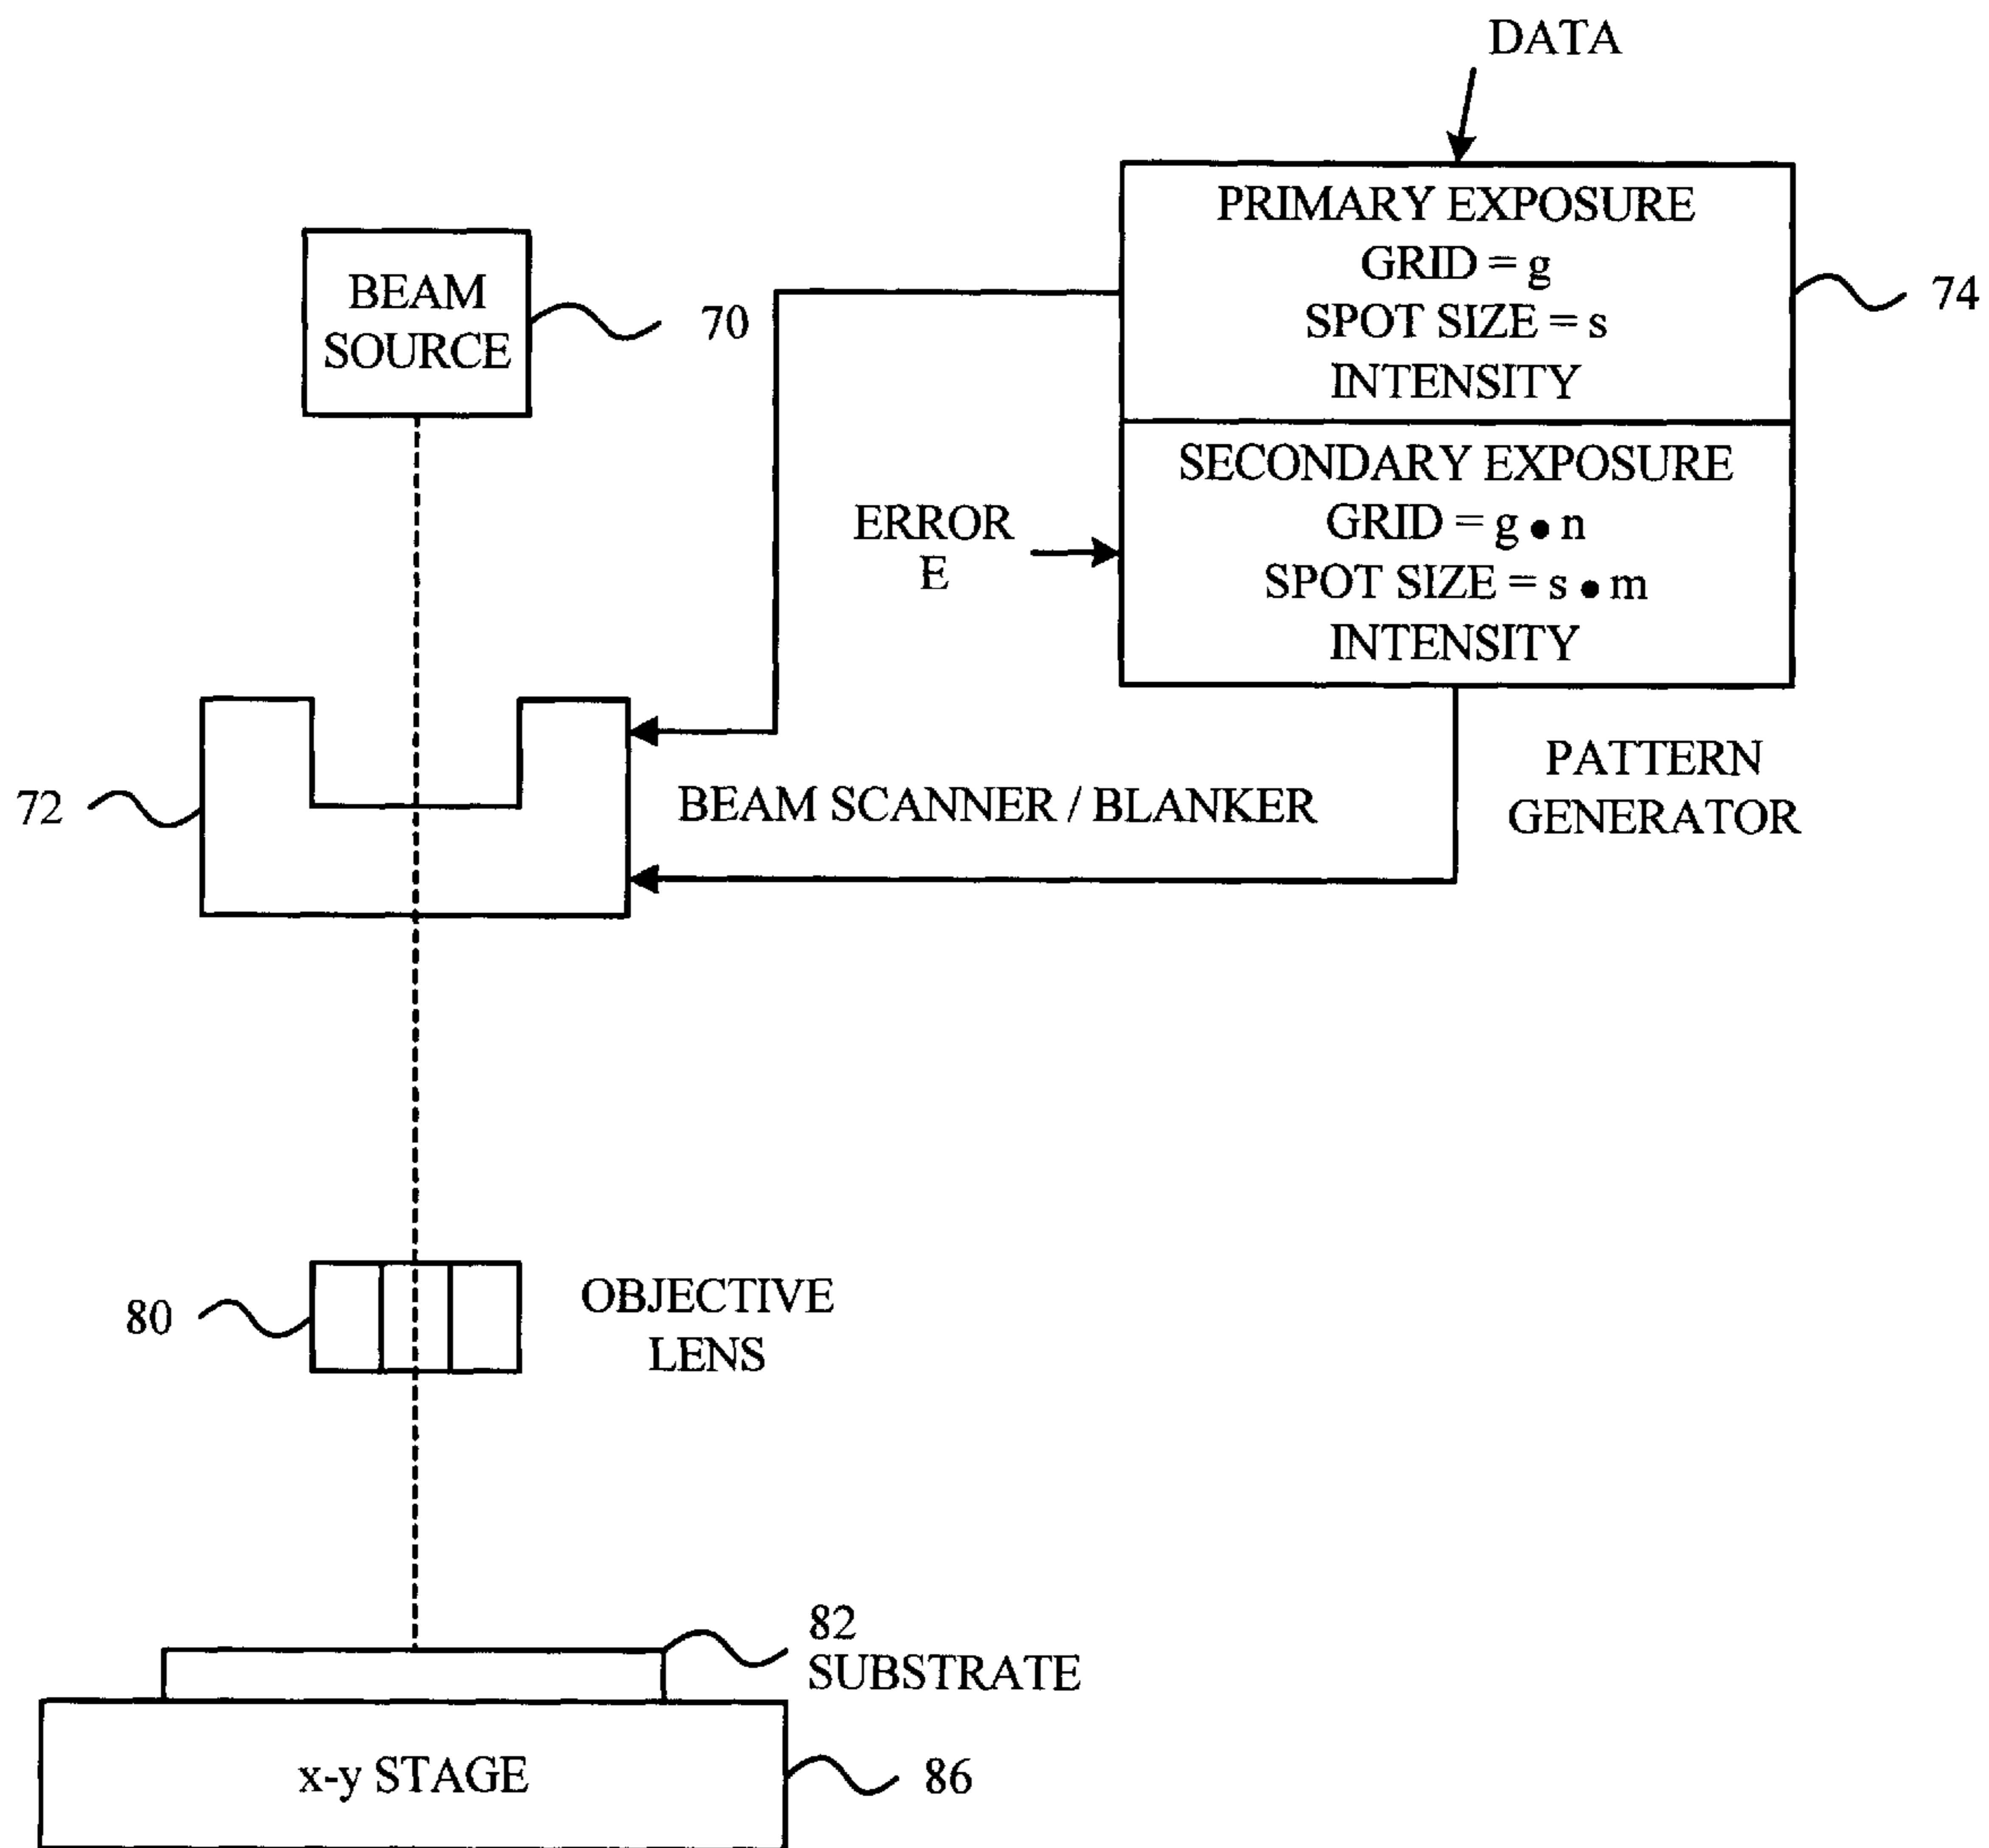 DATA
PRIMARY EXPOSURE
GRID = g
SPOT SIZE = s
INTENSITY
74
BEAM
SOURCE
70
SECONDARY EXPOSURE
GRID = g • n
SPOT SIZE = s • m
INTENSITY
ERROR
E
PATTERN
GENERATOR
72
BEAM SCANNER / BLANKER
80
OBJECTIVE
LENS
82
SUBSTRATE
x-y STAGE
86